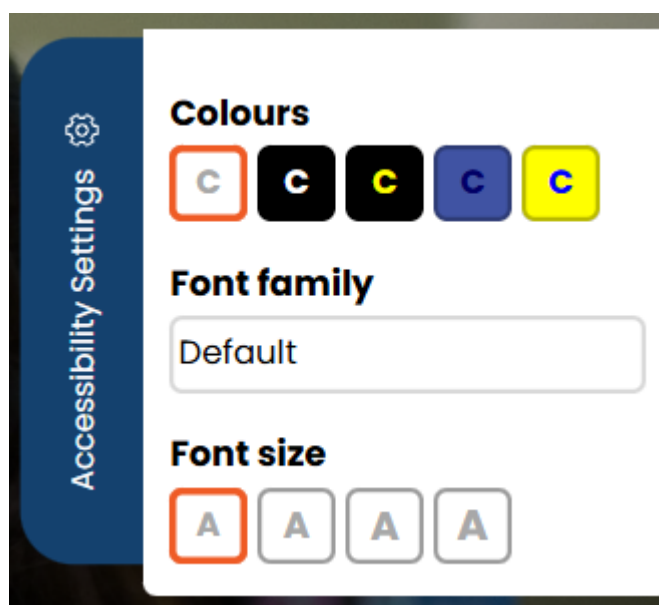 Accessibility Settings
Colours
C C C C C
Font family
Default
Font size
A A A A